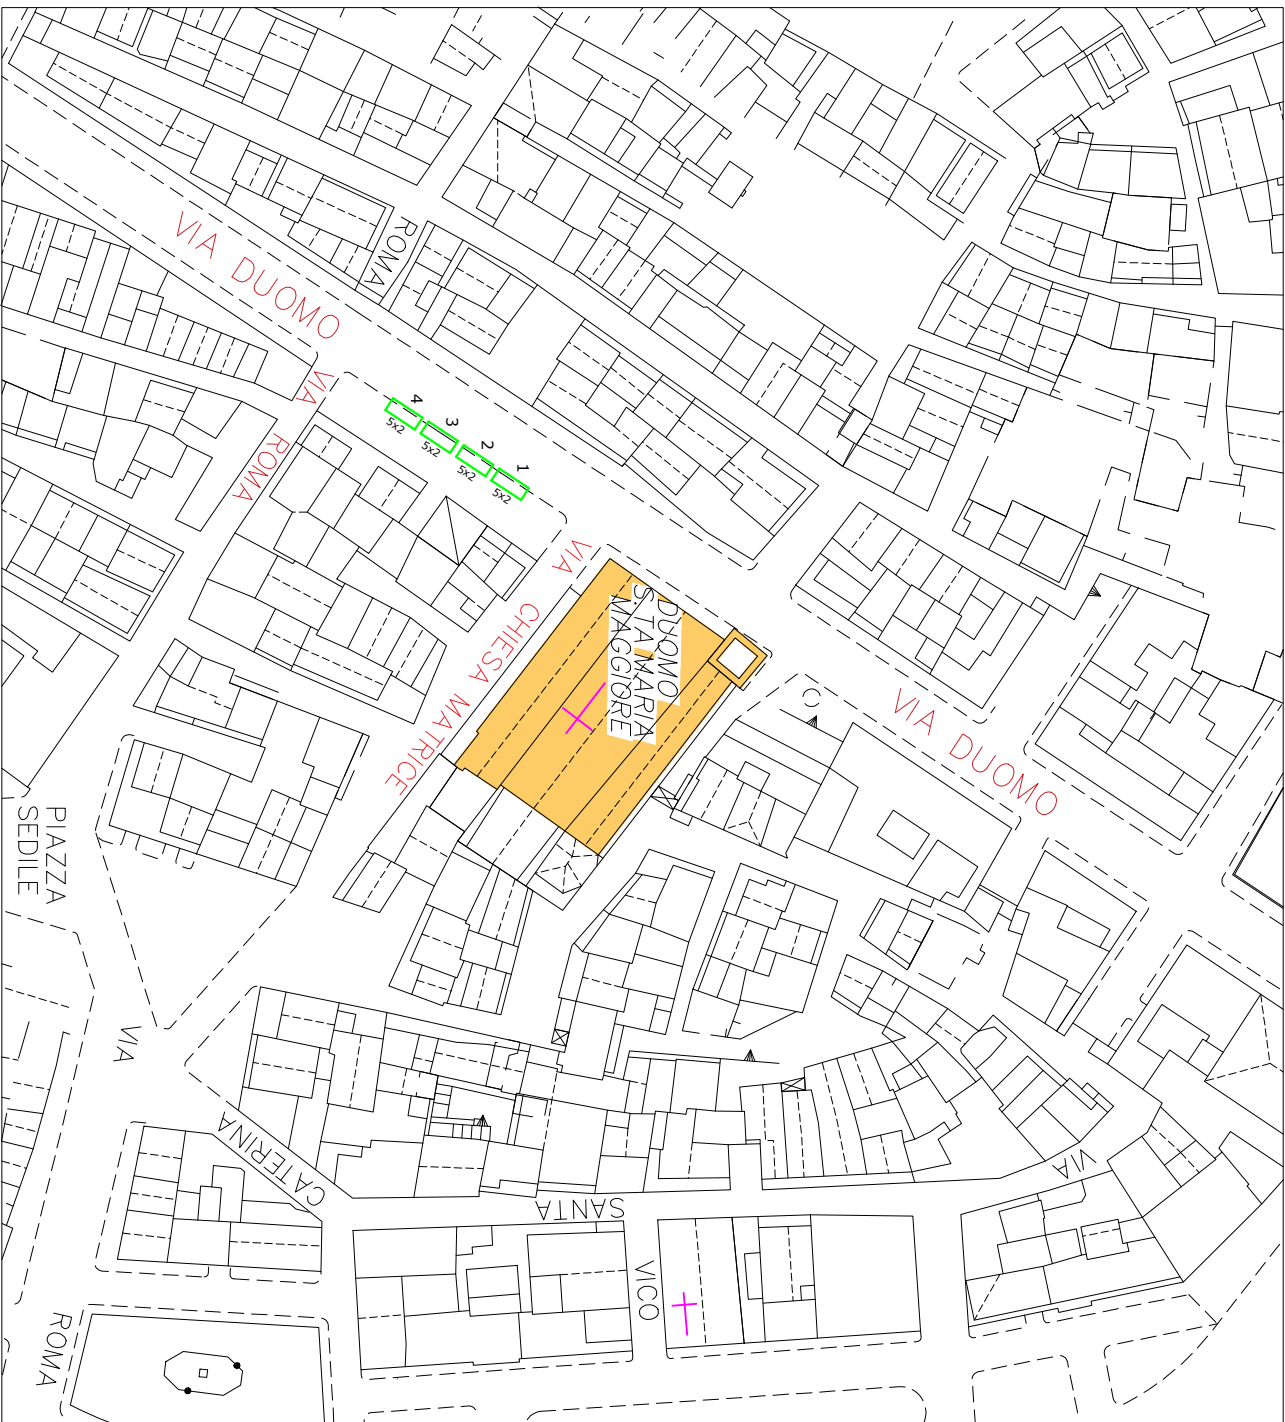 VIA DUOMO
ROMA
VIA
ROMA
4
5x2
3
5x2
2
5x2
1
5x2
VIA
CHIESA MATRICE
DUOMO
S.TA MARIA
MAGGIORE
C
VIA DUOMO
PIAZZA
SEDILE
VIA
CATERINA
SANTA
VIA
VICO
ROMA